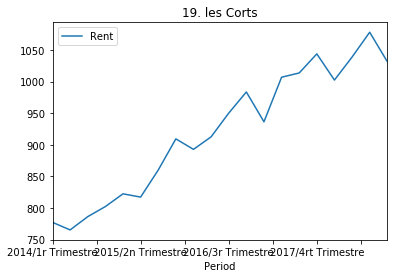 19. les Corts
Rent
1050
1000
950
900
850
800
750
2014/1r Trimestre 2015/2n Trimestre 2016/3r Trimestre 2017/4rt Trimestre
Period